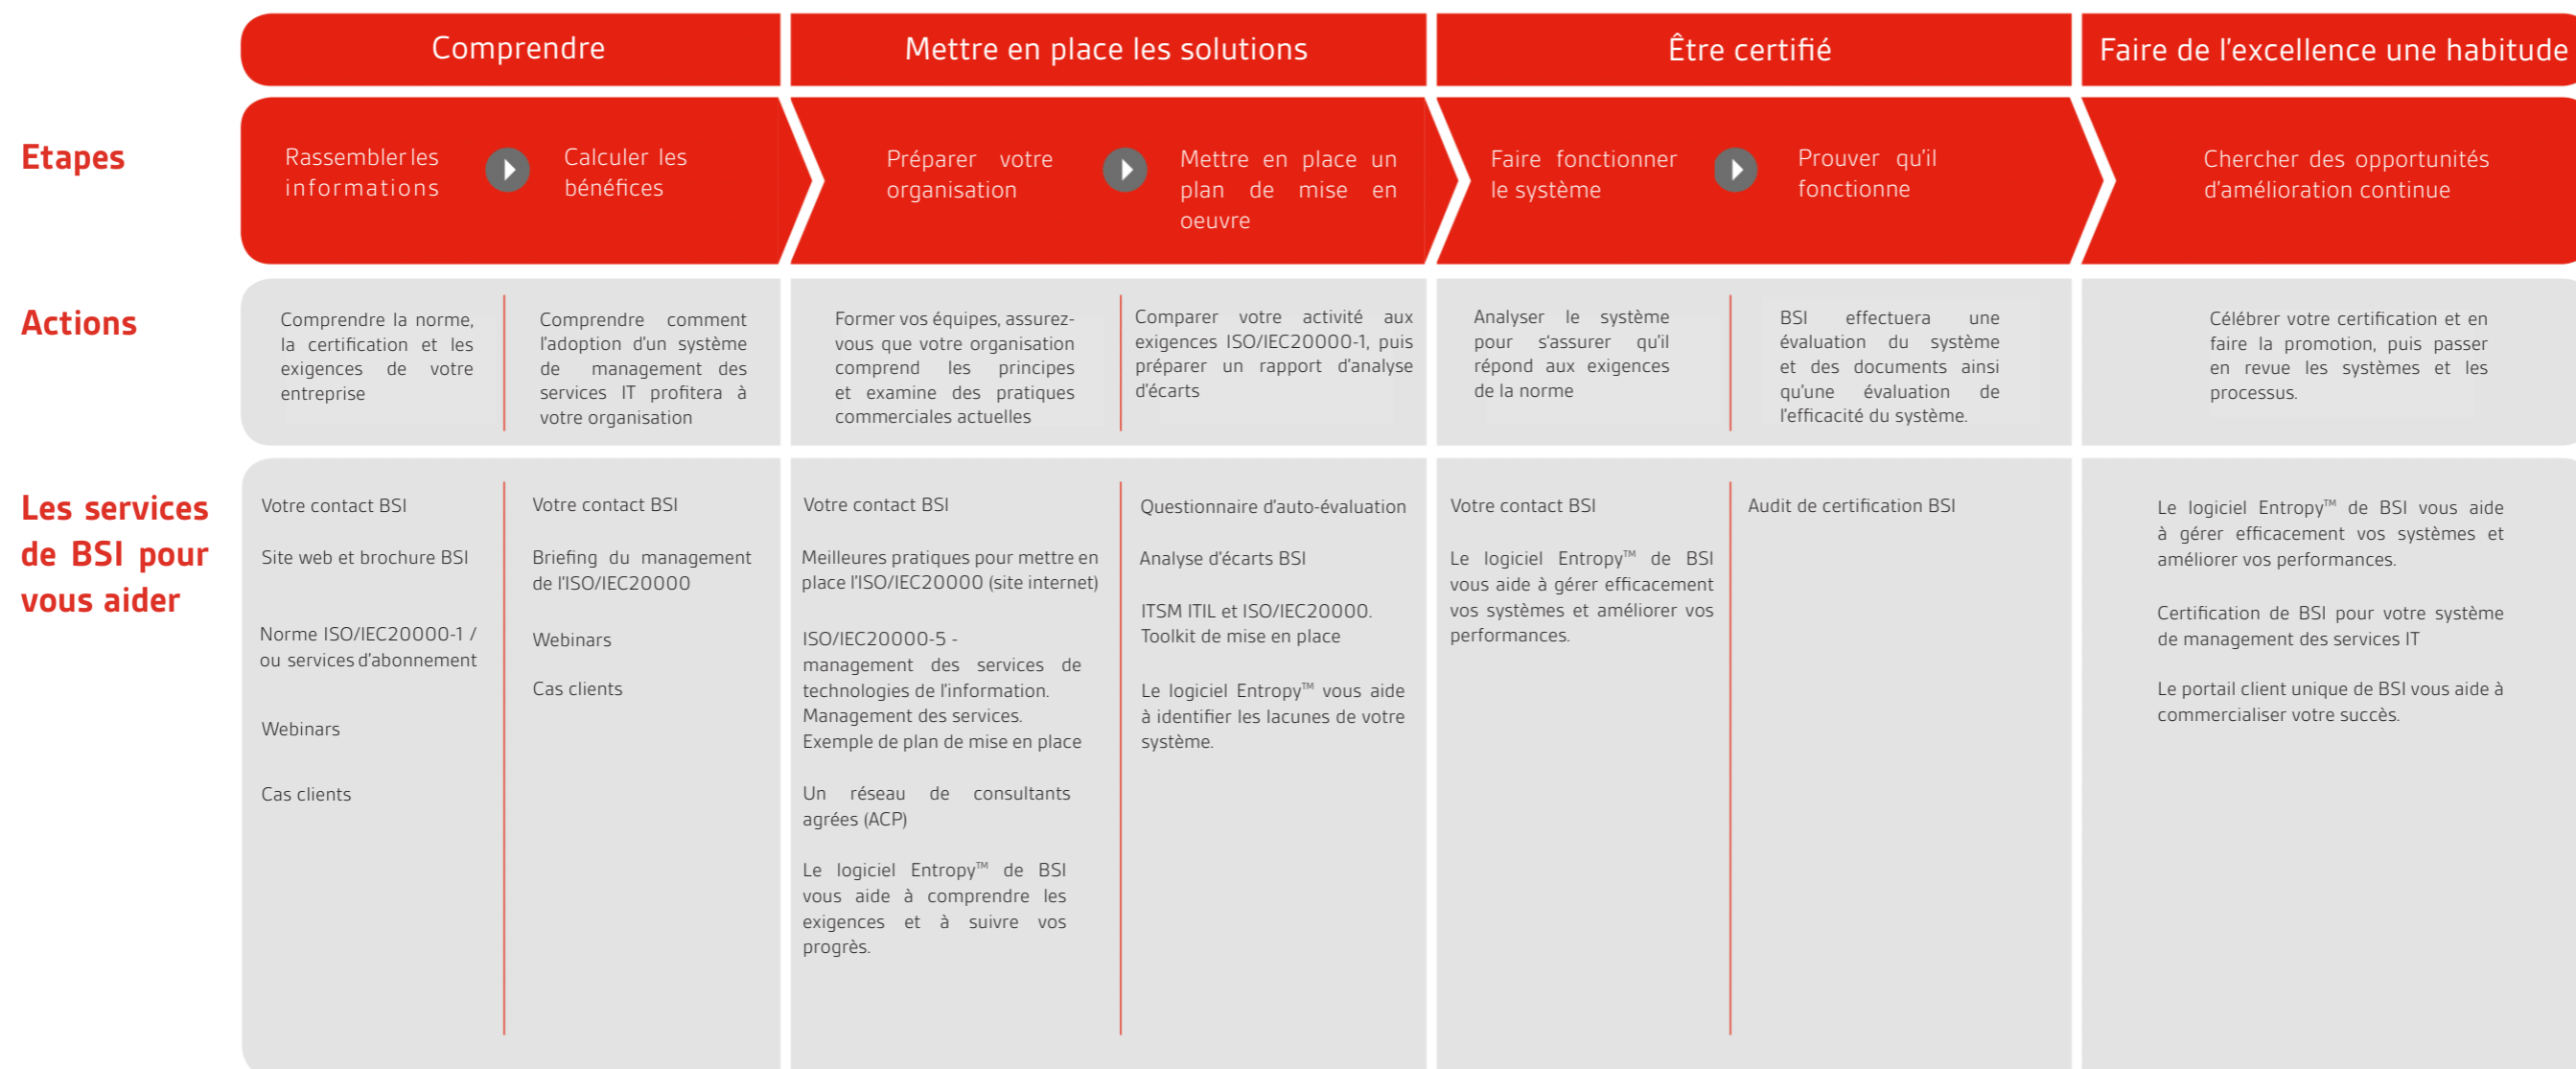 Comprendre
Mettre en place les solutions
Être certifié
Faire de l'excellence une habitude
Etapes
Rassembler les
informations
Calculer les
bénéfices
Préparer votre
organisation
Mettre en place un
plan de mise en
oeuvre
Faire fonctionner
le système
Prouver qu'il
fonctionne
Chercher des opportunités
d'amélioration continue
Actions
Comprendre la norme,
la certification et les
exigences de votre
entreprise
Comprendre comment
l'adoption d'un système
de management des
services IT profitera à
votre organisation
Former vos équipes, assurez-
vous que votre organisation
comprend les principes
et examine des pratiques
commerciales actuelles
Comparer votre activité aux
exigences ISO/IEC20000-1, puis
préparer un rapport d'analyse
d'écarts
Analyser le système
pour s'assurer qu'il
répond aux exigences
de la norme
BSI effectuera une
évaluation du système
et des documents ainsi
qu'une évaluation de
l'efficacité du système.
Célébrer votre certification et en
faire la promotion, puis passer
en revue les systèmes et les
processus.
Les services
de BSI pour
vous aider
Votre contact BSI
Site web et brochure BSI
Norme ISO/IEC20000-1 /
ou services d'abonnement
Webinars
Cas clients
Votre contact BSI
Briefing du management
de l'ISO/IEC20000
Webinars
Cas clients
Votre contact BSI
Meilleures pratiques pour mettre en
place l'ISO/IEC20000 (site internet)
ISO/IEC20000-5 -
management des services de
technologies de l'information.
Management des services.
Exemple de plan de mise en place
Un réseau de consultants
agrées (ACP)
Le logiciel Entropy™ de BSI
vous aide à comprendre les
exigences et à suivre vos
progrès.
Questionnaire d'auto-évaluation
Analyse d'écarts BSI
ITSM ITIL et ISO/IEC20000.
Toolkit de mise en place
Le logiciel Entropy™ vous aide
à identifier les lacunes de votre
système.
Votre contact BSI
Le logiciel Entropy™ de BSI
vous aide à gérer efficacement
vos systèmes et améliorer vos
performances.
Audit de certification BSI
Le logiciel Entropy™ de BSI vous aide
à gérer efficacement vos systèmes et
améliorer vos performances.
Certification de BSI pour votre système
de management des services IT
Le portail client unique de BSI vous aide à
commercialiser votre succès.